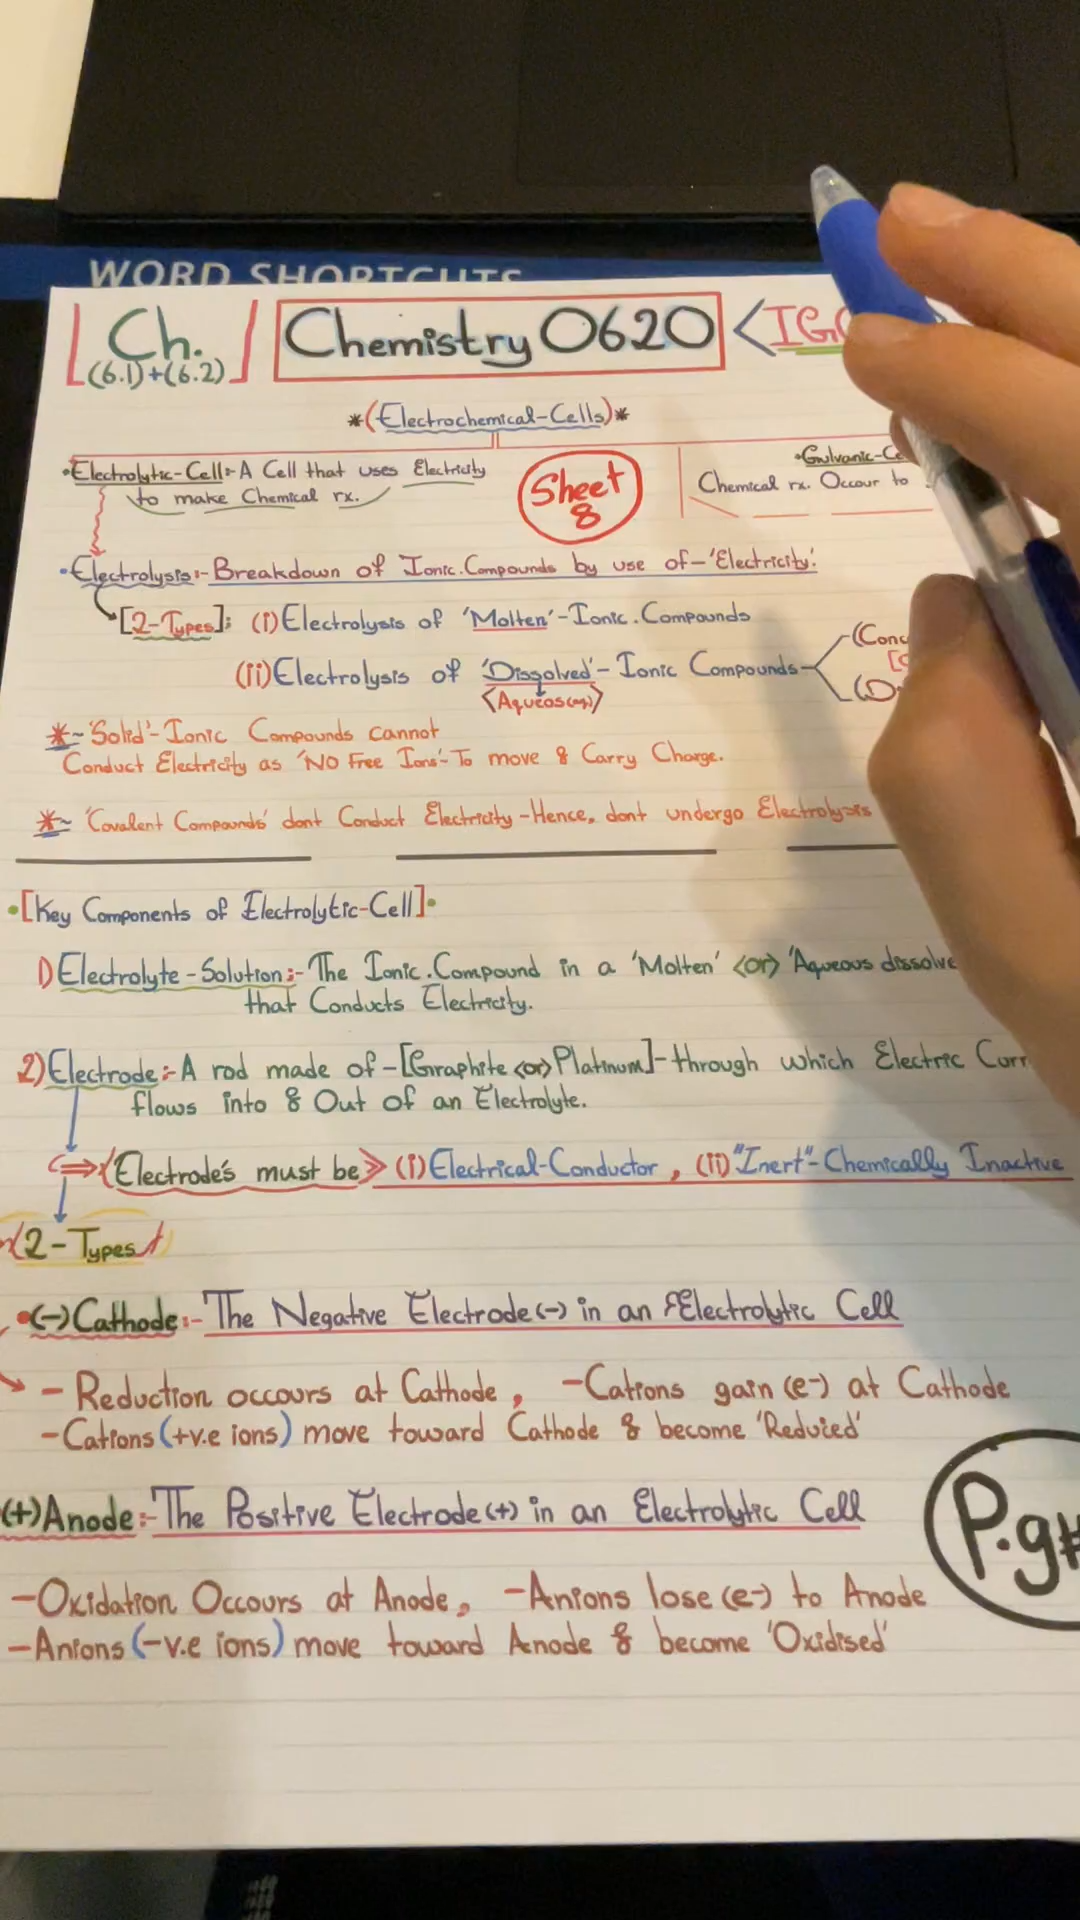 WORD SHORTCUTS
Ch.
(6.1)+(6.2)
Chemistry 0620
*(Electrochemical-Cells)*
•Electrolytic-Cell:- A Cell that uses Electricity
to make Chemical rx.
Sheet
8
Chemical rx. Occour to
•Electrolysis:- Breakdown of Ionic.Compounds by use of-'Electricity'.
[2-Types]: (i) Electrolysis of 'Molten'-Ionic.Compounds
(ii) Electrolysis of 'Dissolved'-Ionic Compounds
<Aqueos(aq)>
*~'Solid'-Ionic Compounds cannot
Conduct Electricity as 'No Free Ions'-To move & Carry Charge.
*~ 'Covalent Compounds' dont Conduct Electricity-Hence, dont undergo Electrolysis
•[Key Components of Electrolytic-Cell]•
1) Electrolyte-Solution:- The Ionic.Compound in a 'Molten' <or> 'Aqueous dissolve
that Conducts Electricity.
2) Electrode:- A rod made of-[Graphite <or> Platinum]-through which Electric Curr
flows into & Out of an Electrolyte.
⇒(Electrode's must be≫ (i) Electrical-Conductor, (ii) "Inert"-Chemically Inactive
2-Types
•(-)Cathode:- The Negative Electrode(-) in an Electrolytic Cell
- Reduction occours at Cathode, -Cations gain (e-) at Cathode
-Cations (+v.e ions) move toward Cathode & become 'Reduced'
(+)Anode:- The Positive Electrode(+) in an Electrolytic Cell
P.g#
-Oxidation Occours at Anode, -Anions lose (e-) to Anode
-Anions (-v.e ions) move toward Anode & become 'Oxidised'